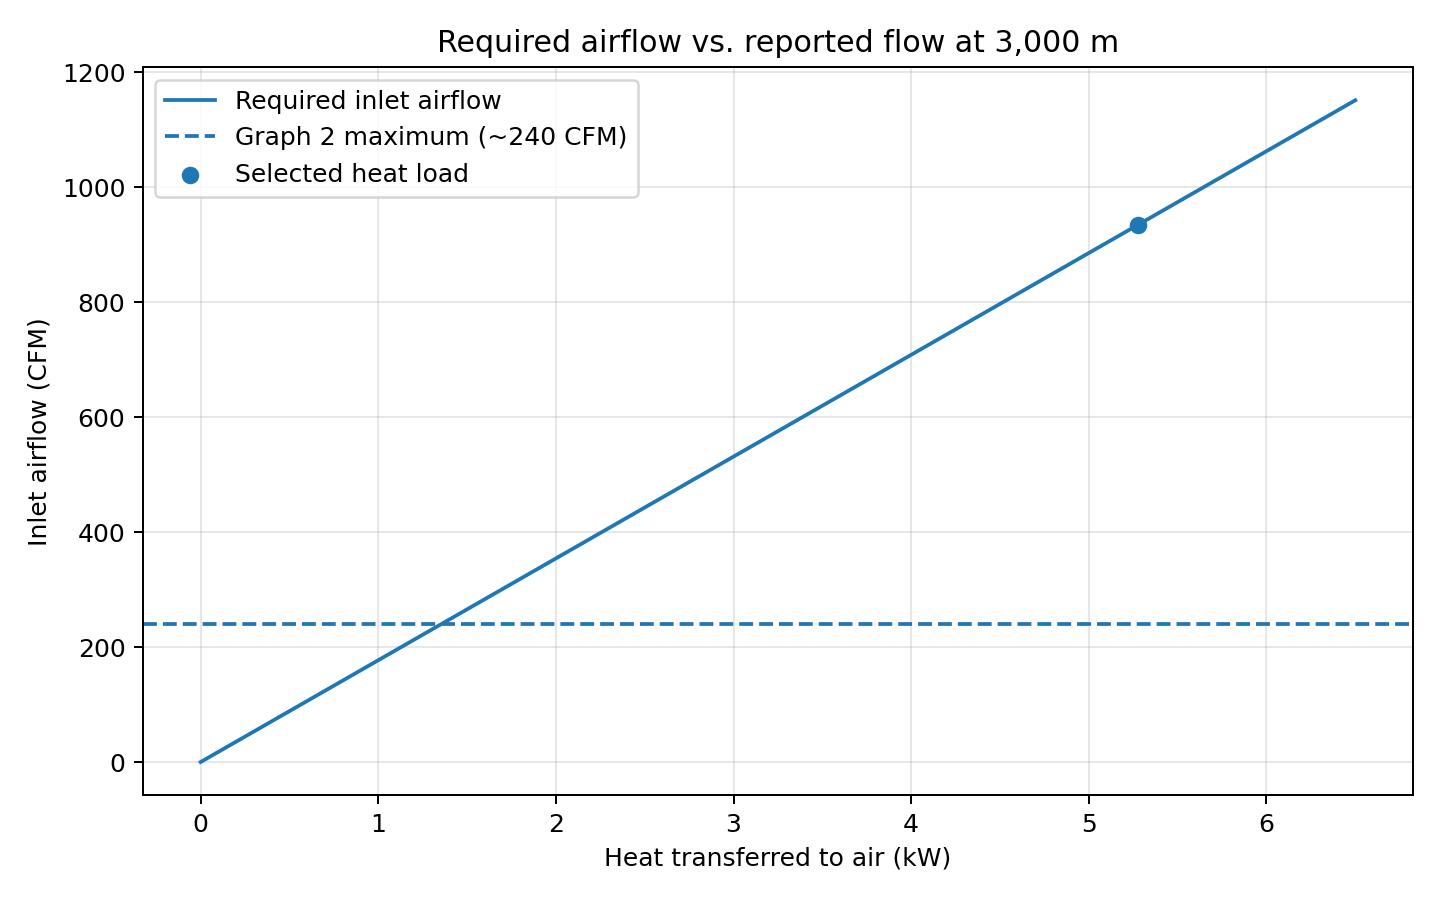 Required airflow vs. reported flow at 3,000 m
1200
1000
800
600
400
200
0
Inlet airflow (CFM)
Required inlet airflow
Graph 2 maximum (~240 CFM)
Selected heat load
0 1 2 3 4 5 6
Heat transferred to air (kW)